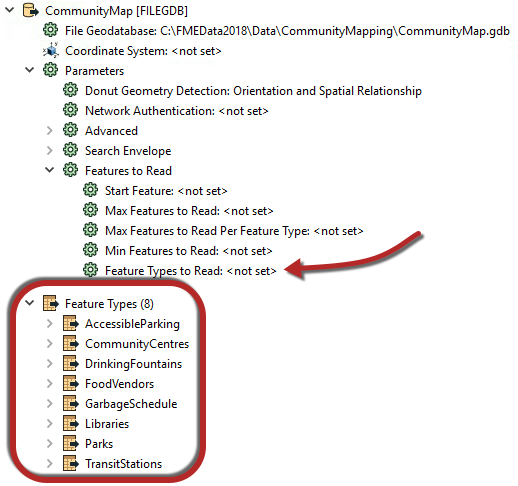 CommunityMap [FILEGDB]
File Geodatabase: C:\FMEData2018\Data\CommunityMapping\CommunityMap.gdb
Coordinate System: <not set>
Parameters
Donut Geometry Detection: Orientation and Spatial Relationship
Network Authentication: <not set>
Advanced
Search Envelope
Features to Read
Start Feature: <not set>
Max Features to Read: <not set>
Max Features to Read Per Feature Type: <not set>
Min Features to Read: <not set>
Feature Types to Read: <not set>
Feature Types (8)
AccessibleParking
CommunityCentres
DrinkingFountains
FoodVendors
GarbageSchedule
Libraries
Parks
TransitStations